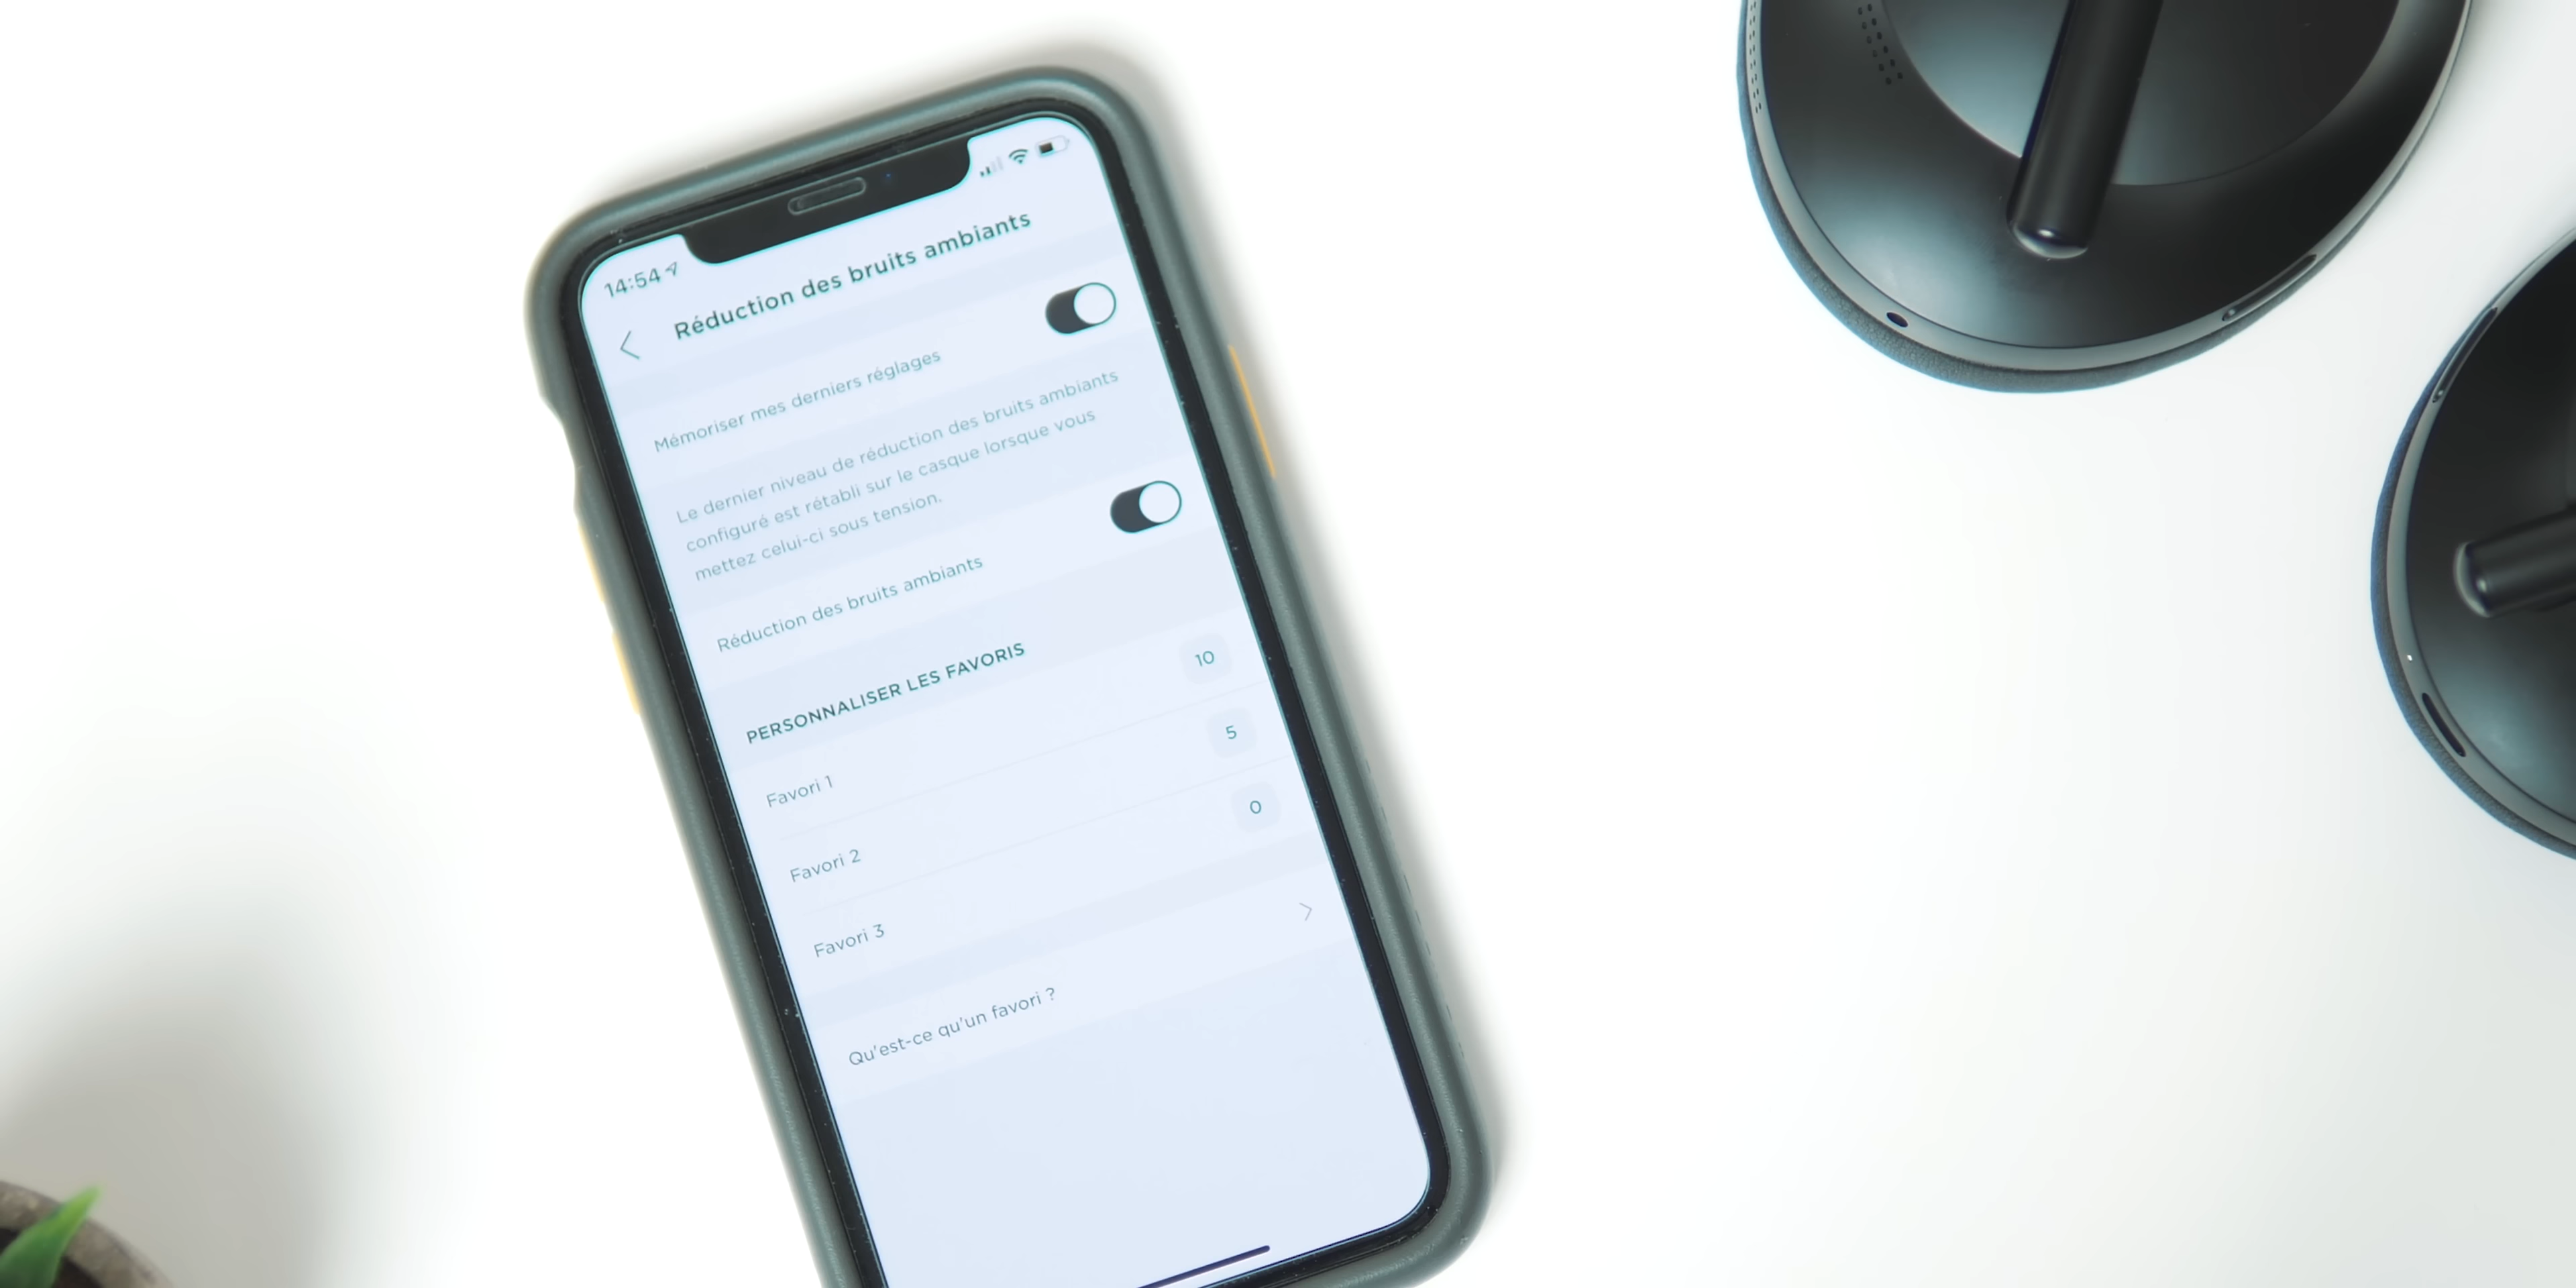 14:54
Réduction des bruits ambiants
Mémoriser mes derniers réglages
Le dernier niveau de réduction des bruits ambiants
configuré est rétabli sur le casque lorsque vous
mettez celui-ci sous tension.
Réduction des bruits ambiants
PERSONNALISER LES FAVORIS
Favori 1 10
Favori 2 5
Favori 3 0
Qu'est-ce qu'un favori ?